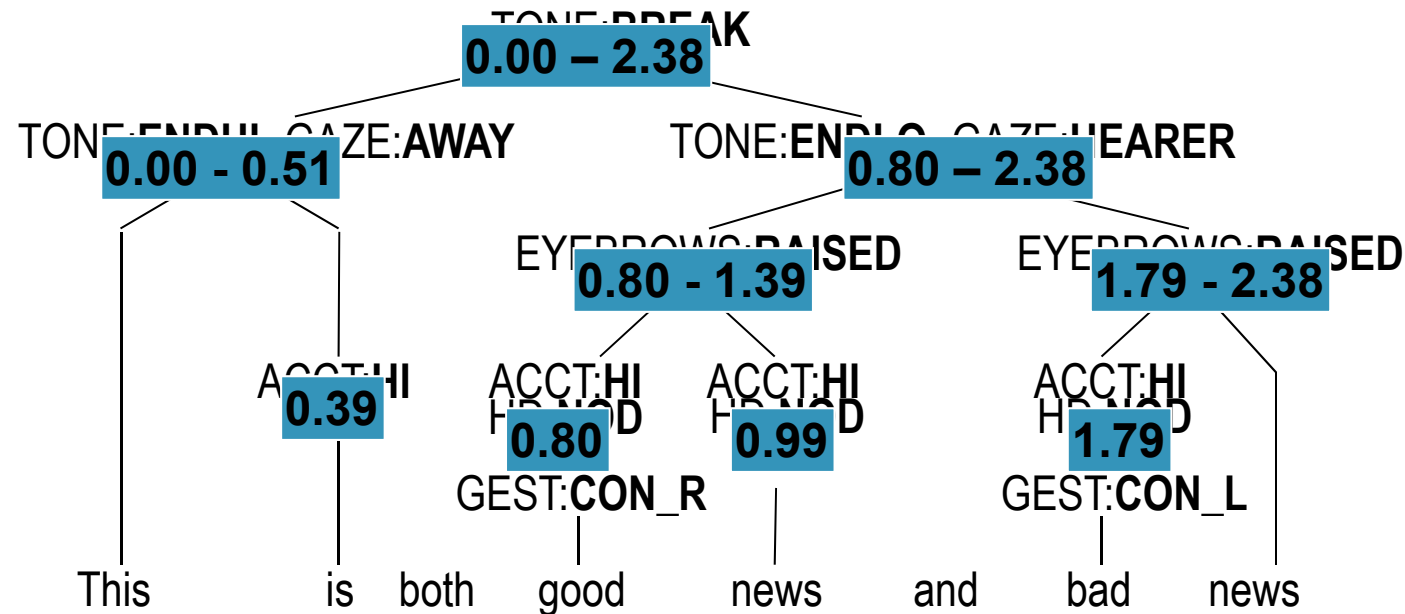 TONE:BREAK
0.00 – 2.38
TONE:ENDHI GAZE:AWAY TONE:ENDLO GAZE:HEARER
0.00 - 0.51 0.80 – 2.38
EYEBROWS:RAISED EYEBROWS:RAISED
0.80 - 1.39 1.79 - 2.38
ACCT:HI ACCT:HI ACCT:HI ACCT:HI
HD:NOD HD:NOD HD:NOD
0.39 0.80 0.99 1.79
GEST:CON_R GEST:CON_L
This is both good news and bad news